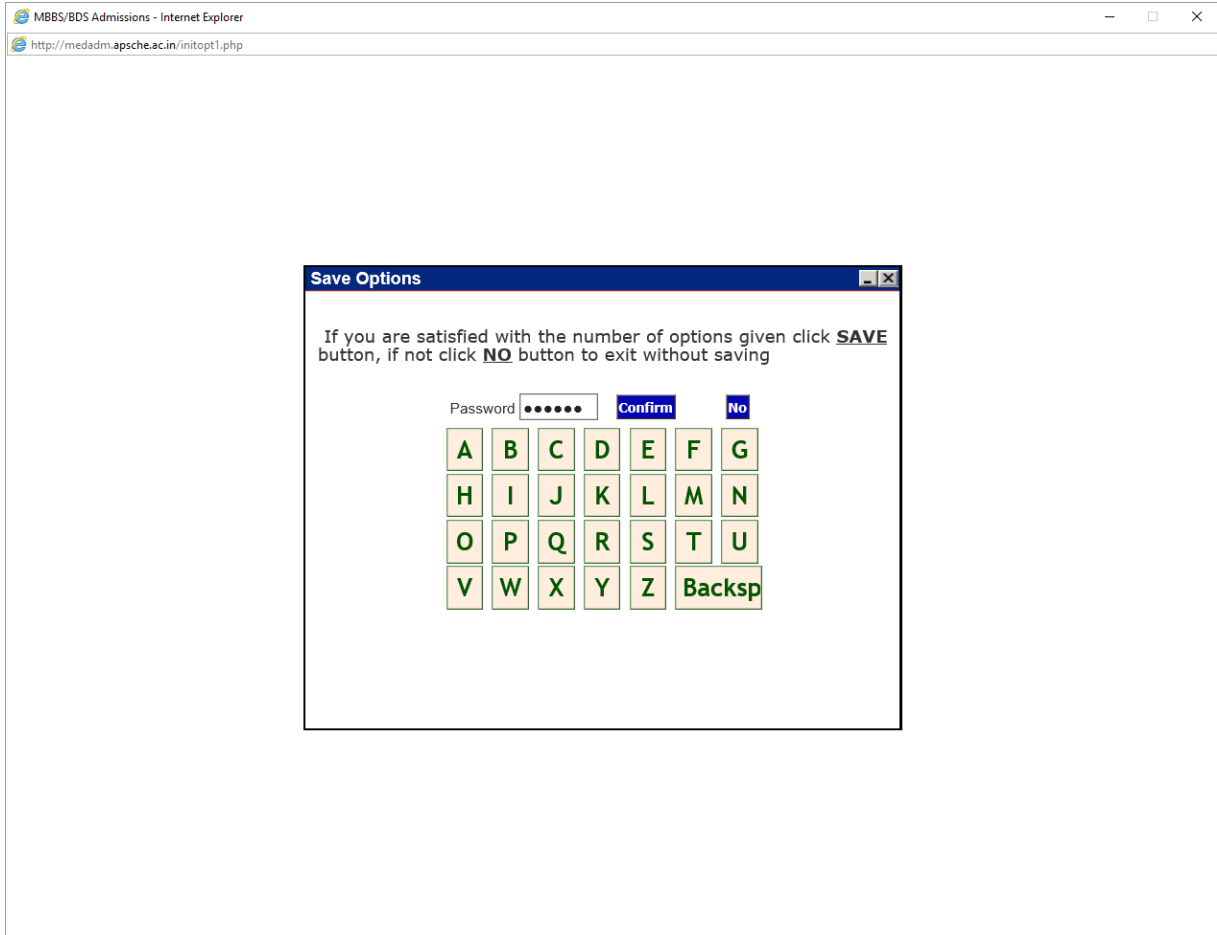 MBBS/BDS Admissions - Internet Explorer
http://medadm.apsche.ac.in/initopt1.php
Save Options
If you are satisfied with the number of options given click SAVE
button, if not click NO button to exit without saving
Password ●●●●●● Confirm No
A B C D E F G
H I J K L M N
O P Q R S T U
V W X Y Z Backsp